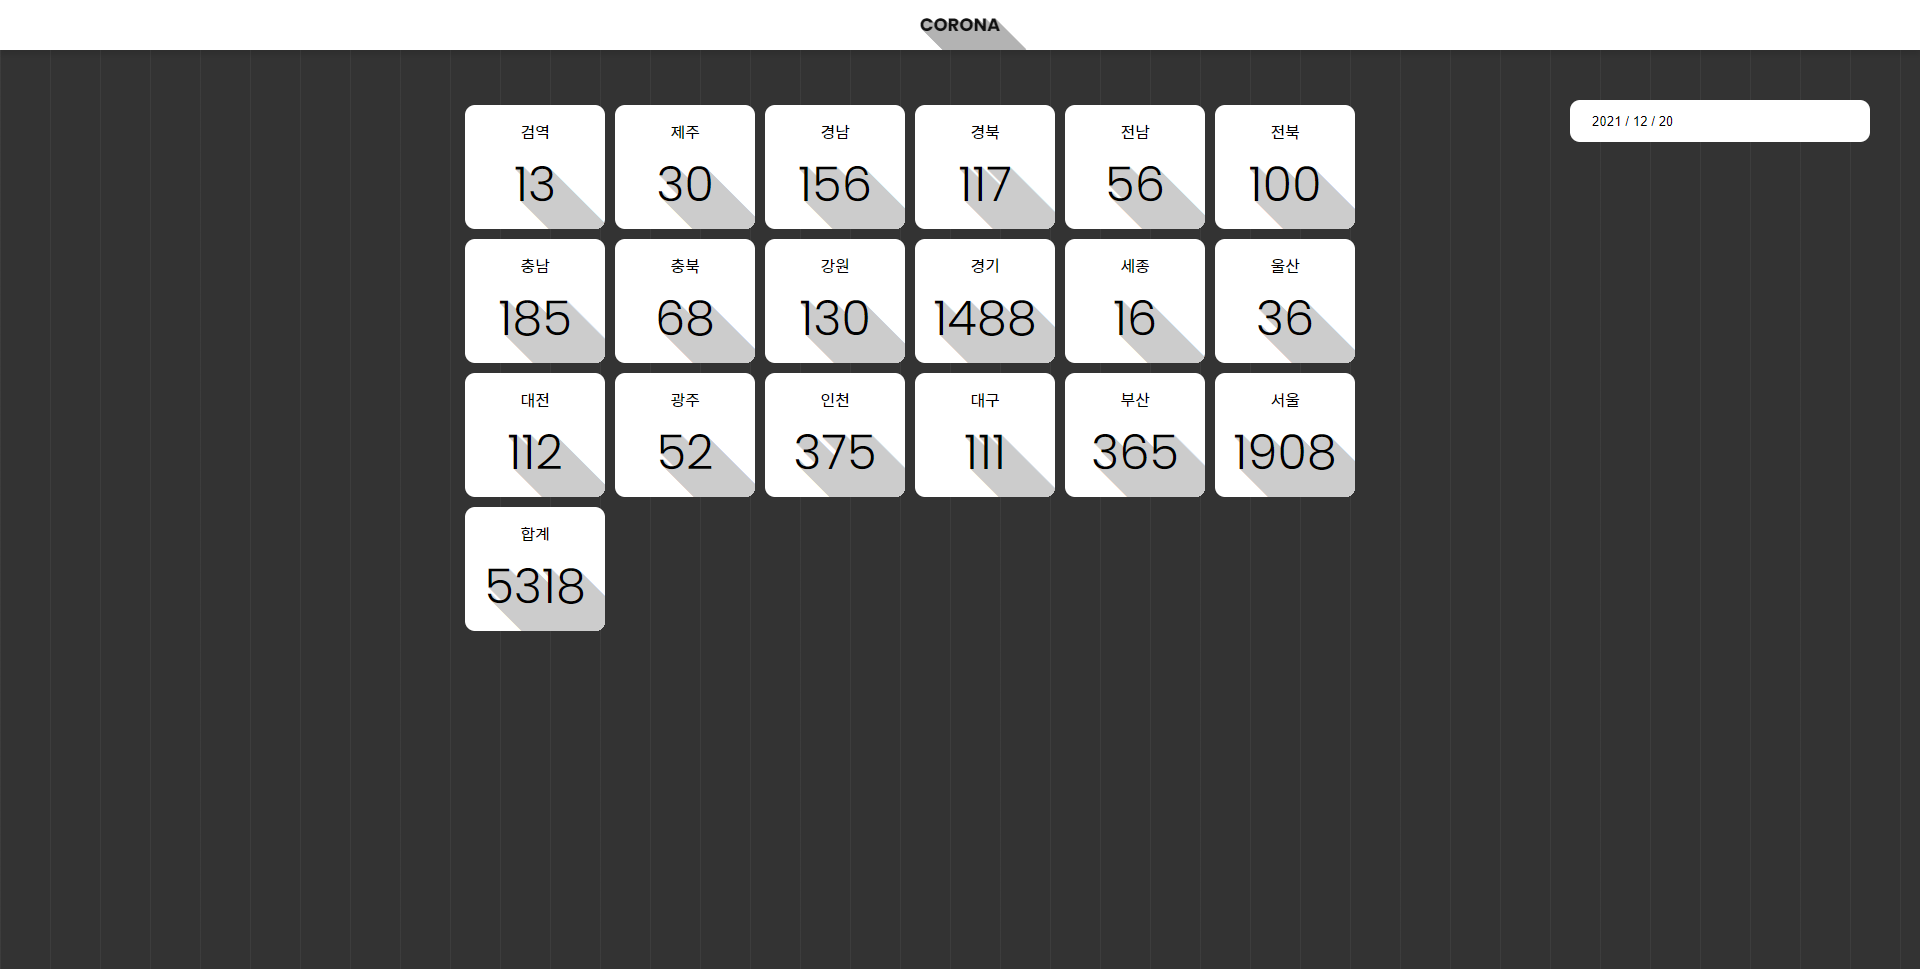 CORONA
2021 / 12 / 20
검역
13
제주
30
경남
156
경북
117
전남
56
전북
100
충남
185
충북
68
강원
130
경기
1488
세종
16
울산
36
대전
112
광주
52
인천
375
대구
111
부산
365
서울
1908
합계
5318